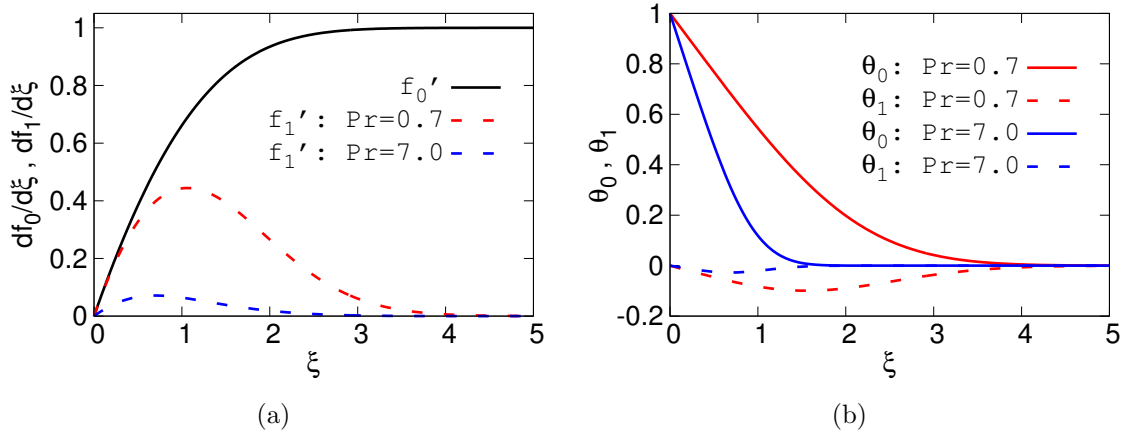 1
0.8
0.6
0.4
0.2
0
0 1 2 3 4 5
df₀/dξ , df₁/dξ
ξ
f₀′
f₁′: Pr=0.7
f₁′: Pr=7.0
(a)
1
0.8
0.6
0.4
0.2
0
-0.2
0 1 2 3 4 5
θ₀ , θ₁
ξ
θ₀: Pr=0.7
θ₁: Pr=0.7
θ₀: Pr=7.0
θ₁: Pr=7.0
(b)